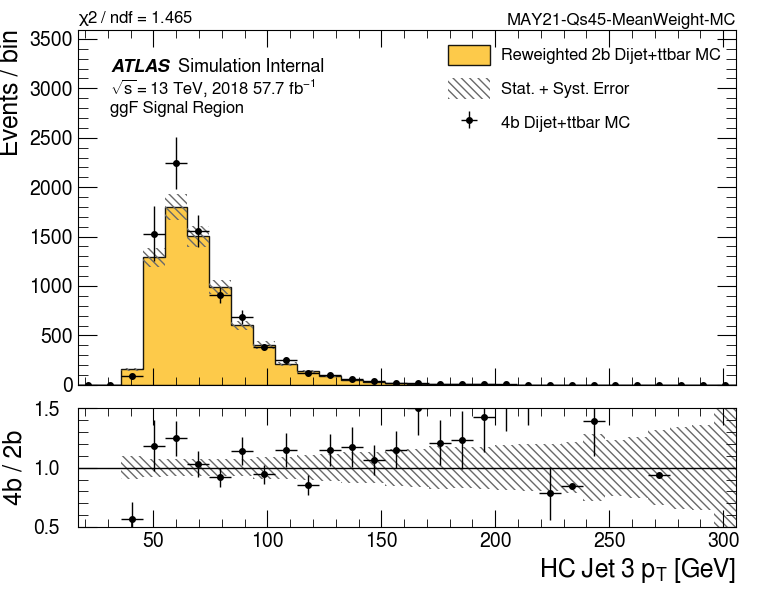 χ2 / ndf = 1.465
MAY21-Qs45-MeanWeight-MC
Events / bin
3500
3000
2500
2000
1500
1000
500
0
ATLAS Simulation Internal
√s = 13 TeV, 2018 57.7 fb−1
ggF Signal Region
Reweighted 2b Dijet+ttbar MC
Stat. + Syst. Error
4b Dijet+ttbar MC
4b / 2b
1.5
1.0
0.5
50 100 150 200 250 300
HC Jet 3 pT [GeV]